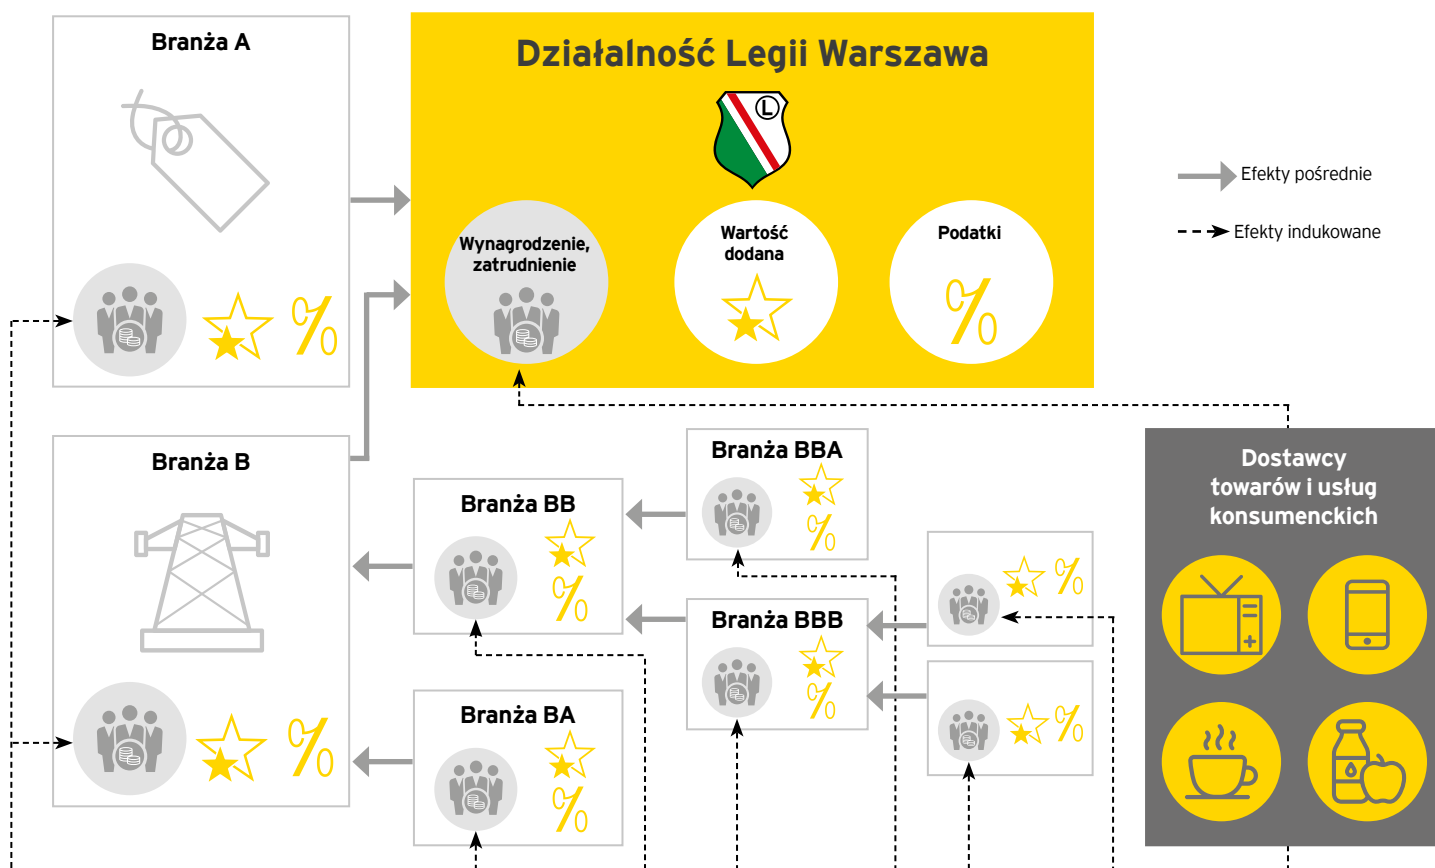 Branża A
Działalność Legii Warszawa
L
Efekty pośrednie
Efekty indukowane
Wynagrodzenie,
zatrudnienie
Wartość
dodana
Podatki
%
%
Branża B
Branża BB
Branża BBA
Dostawcy
towarów i usług
konsumenckich
%
%
%
Branża BBB
%
Branża BA
%
%
%